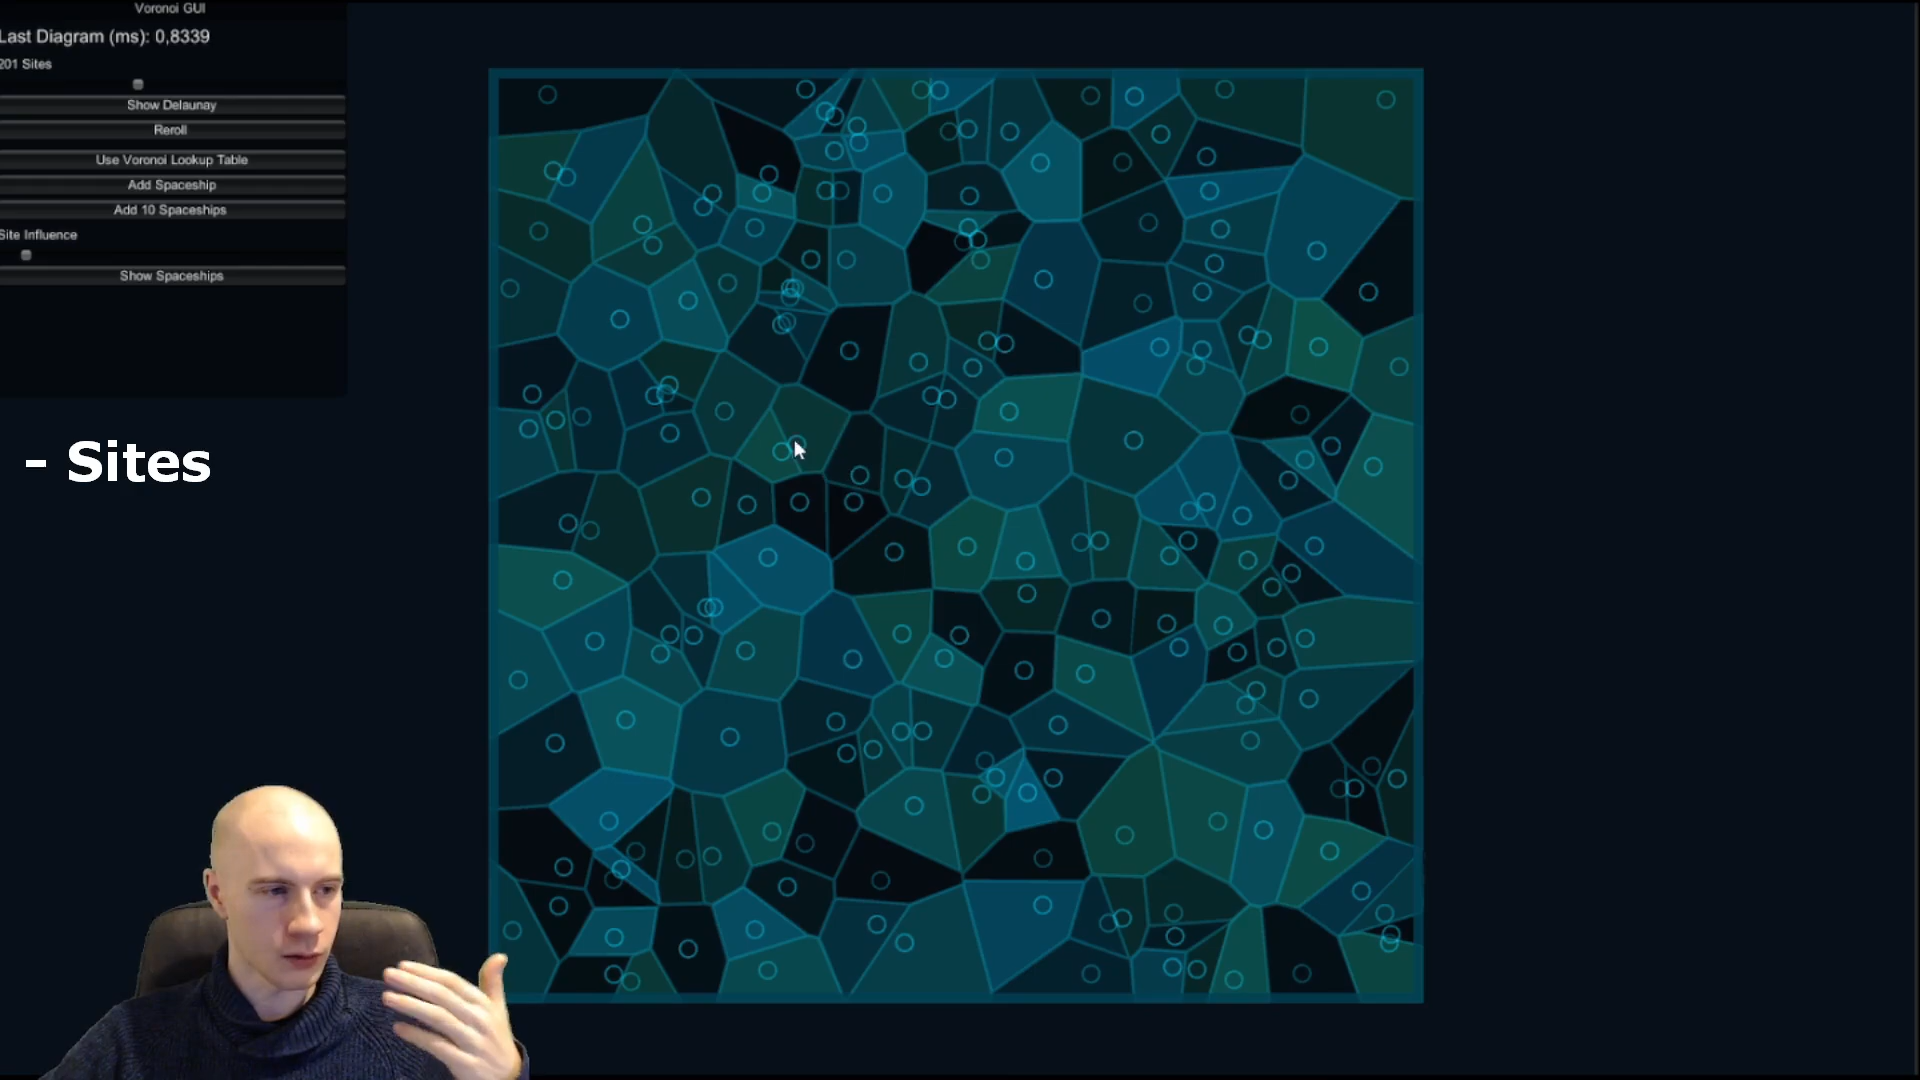 Voronoi GUI
Last Diagram (ms): 0,8339
201 Sites
Show Delaunay
Reroll
Use Voronoi Lookup Table
Add Spaceship
Add 10 Spaceships
Site Influence
Show Spaceships
- Sites